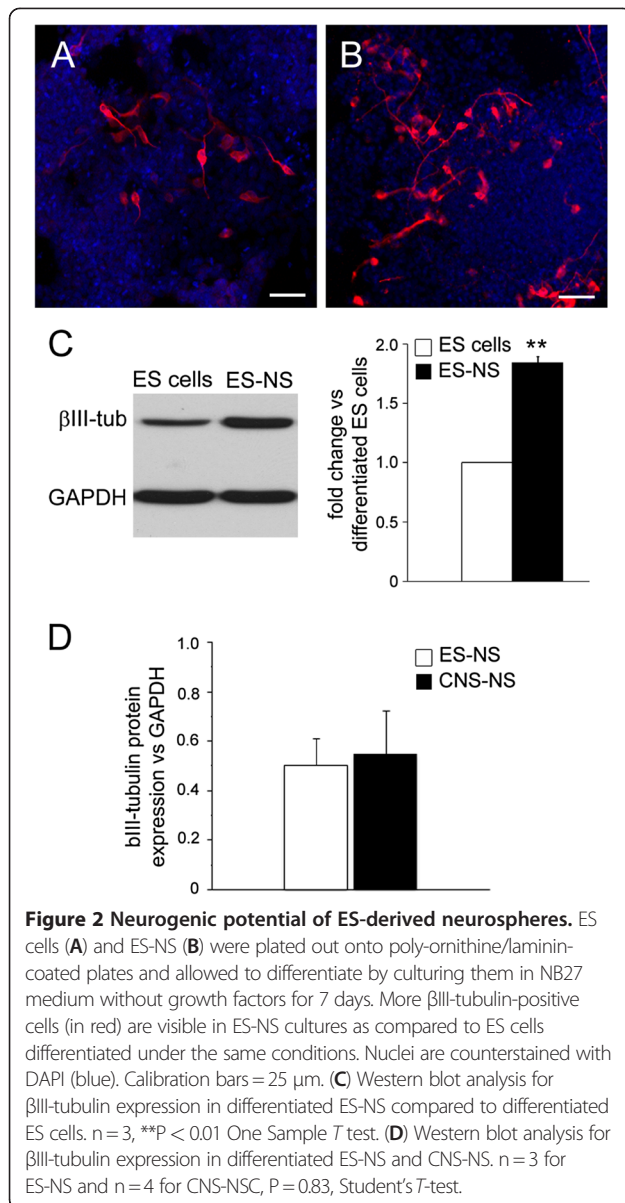 A
B
C
ES cells ES-NS
βIII-tub
GAPDH
ES cells
ES-NS
**
fold change vs
differentiated ES cells
2.0
1.5
1.0
0.5
0
D
ES-NS
CNS-NS
bIII-tubulin protein
expression vs GAPDH
1.0
0.8
0.6
0.4
0.2
0
Figure 2 Neurogenic potential of ES-derived neurospheres. ES
cells (A) and ES-NS (B) were plated out onto poly-ornithine/laminin-
coated plates and allowed to differentiate by culturing them in NB27
medium without growth factors for 7 days. More βIII-tubulin-positive
cells (in red) are visible in ES-NS cultures as compared to ES cells
differentiated under the same conditions. Nuclei are counterstained with
DAPI (blue). Calibration bars = 25 μm. (C) Western blot analysis for
βIII-tubulin expression in differentiated ES-NS compared to differentiated
ES cells. n = 3, **P < 0.01 One Sample T test. (D) Western blot analysis for
βIII-tubulin expression in differentiated ES-NS and CNS-NS. n = 3 for
ES-NS and n = 4 for CNS-NSC, P = 0.83, Student's T-test.